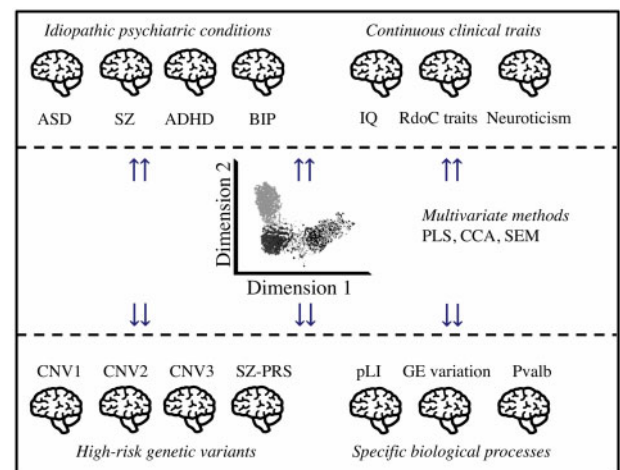 Idiopathic psychiatric conditions
Continuous clinical traits
ASD SZ ADHD BIP
IQ RdoC traits Neuroticism
Dimension 2
Dimension 1
Multivariate methods
PLS, CCA, SEM
CNV1 CNV2 CNV3 SZ-PRS
pLI GE variation Pvalb
High-risk genetic variants
Specific biological processes